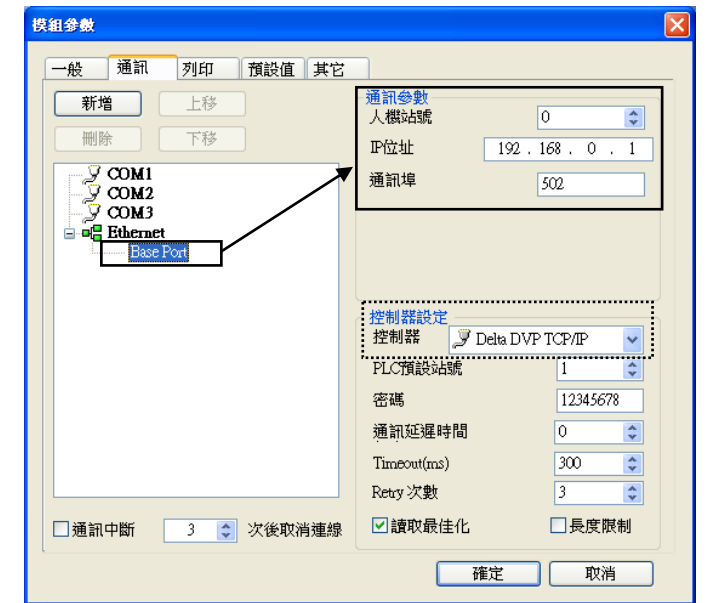 模組參數
一般 通訊 列印 預設值 其它
新增 上移
刪除 下移
COM1
COM2
COM3
Ethernet
Base Port
通訊中斷 3 次後取消連線
通訊參數
人機站號 0
IP位址 192 . 168 . 0 . 1
通訊埠 502
控制器設定
控制器 Delta DVP TCP/IP
PLC預設站號 1
密碼 12345678
通訊延遲時間 0
Timeout(ms) 300
Retry 次數 3
讀取最佳化 長度限制
確定 取消